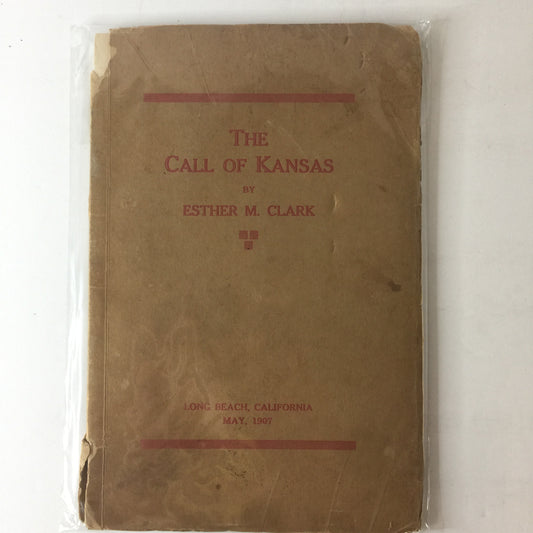 THE
CALL OF KANSAS
BY
ESTHER M. CLARK
LONG BEACH, CALIFORNIA
MAY, 1907